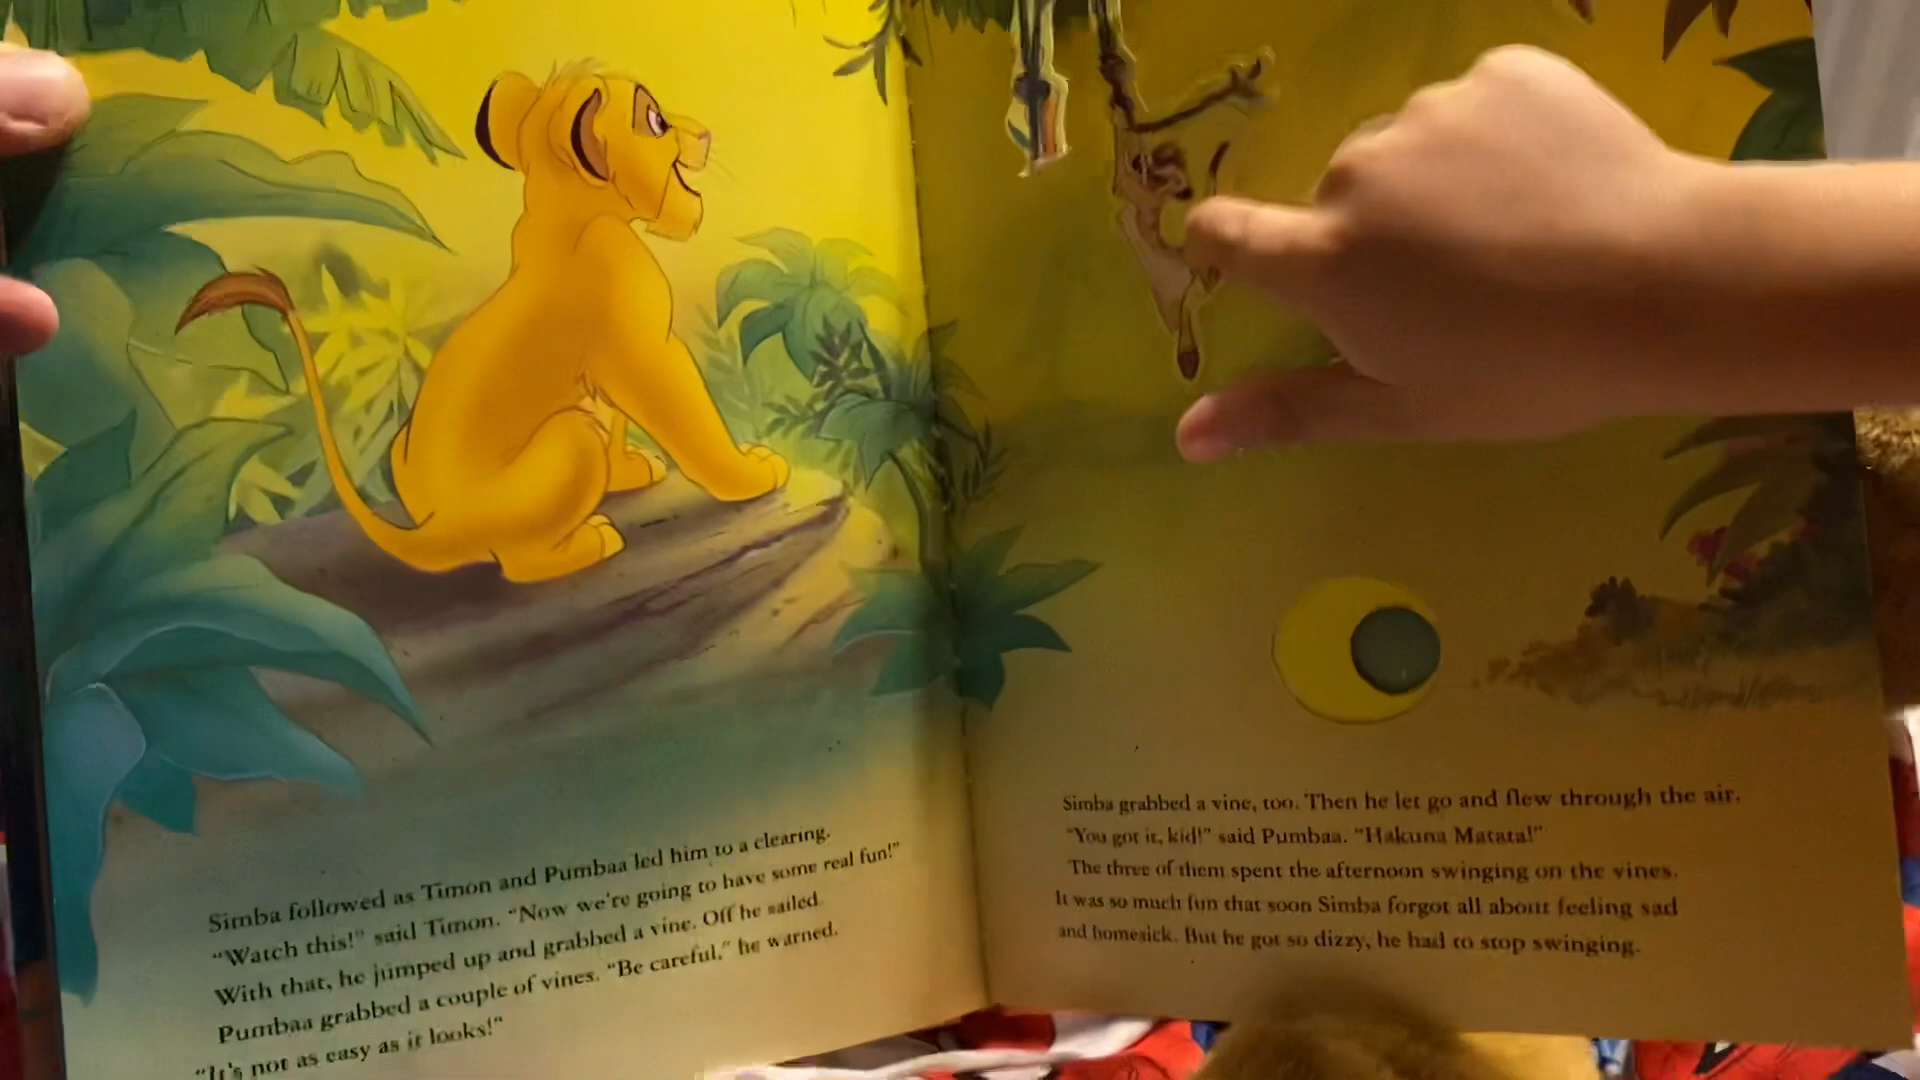 Simba followed as Timon and Pumbaa led him to a clearing.
“Watch this!” said Timon. “Now we're going to have some real fun!”
With that, he jumped up and grabbed a vine. Off he sailed.
Pumbaa grabbed a couple of vines. “Be careful,” he warned.
“It's not as easy as it looks!”
Simba grabbed a vine, too. Then he let go and flew through the air.
“You got it, kid!” said Pumbaa. “Hakuna Matata!”
The three of them spent the afternoon swinging on the vines.
It was so much fun that soon Simba forgot all about feeling sad
and homesick. But he got so dizzy, he had to stop swinging.